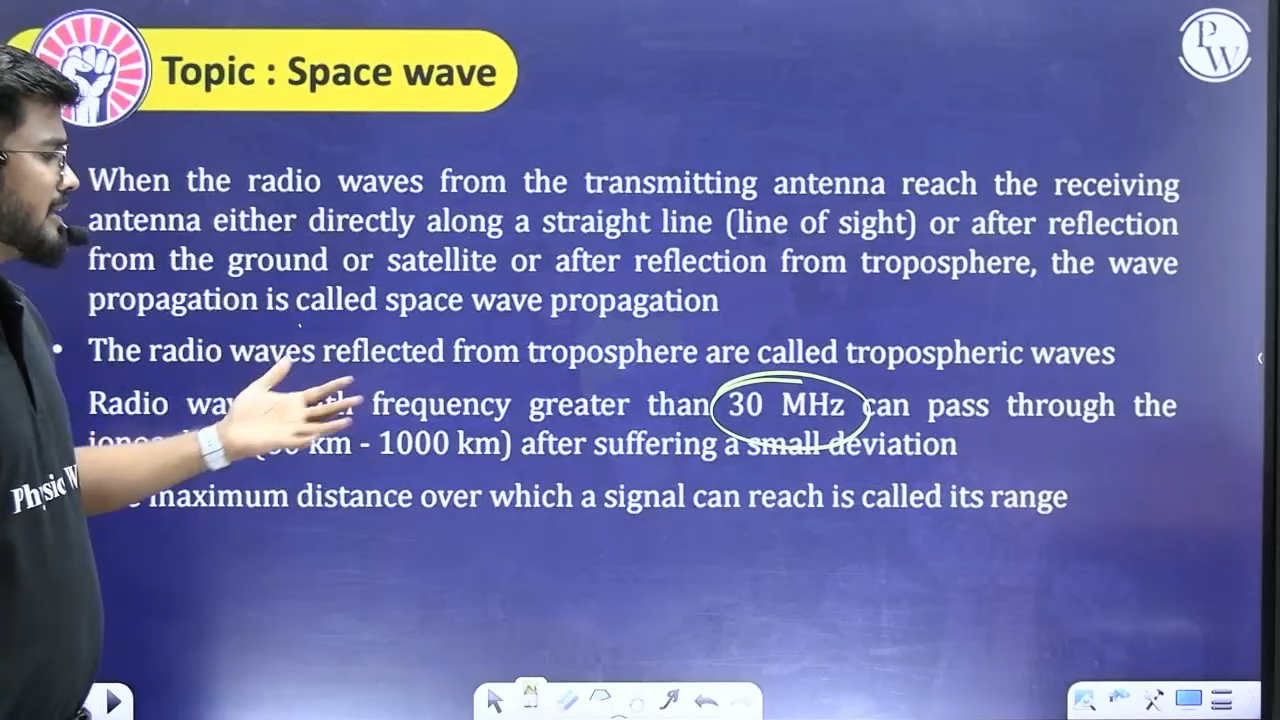 Topic : Space wave
PW
When the radio waves from the transmitting antenna reach the receiving
antenna either directly along a straight line (line of sight) or after reflection
from the ground or satellite or after reflection from troposphere, the wave
propagation is called space wave propagation
• The radio waves reflected from troposphere are called tropospheric waves
Radio frequency greater than 30 MHz can pass through the
km - 1000 km) after suffering a small deviation
maximum distance over which a signal can reach is called its range
Physic W